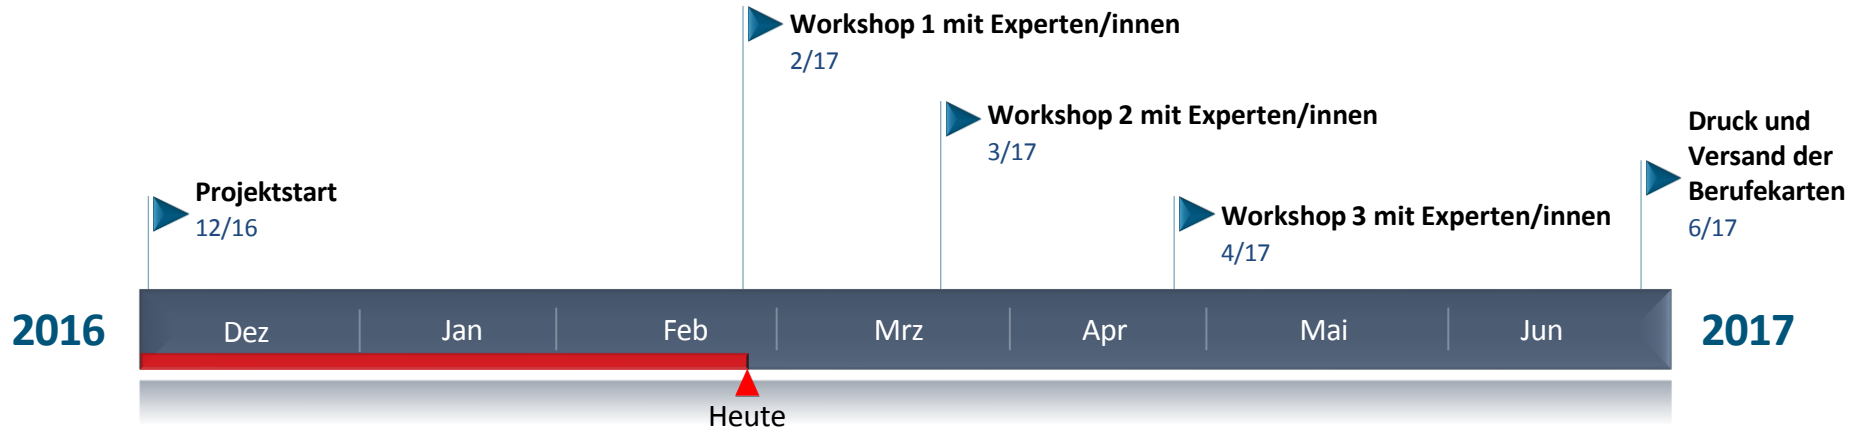 Workshop 1 mit Experten/innen
2/17
Workshop 2 mit Experten/innen
3/17
Druck und
Versand der
Berufekarten
6/17
Projektstart
12/16
Workshop 3 mit Experten/innen
4/17
2016
Dez
Jan
Feb
Mrz
Apr
Mai
Jun
2017
Heute